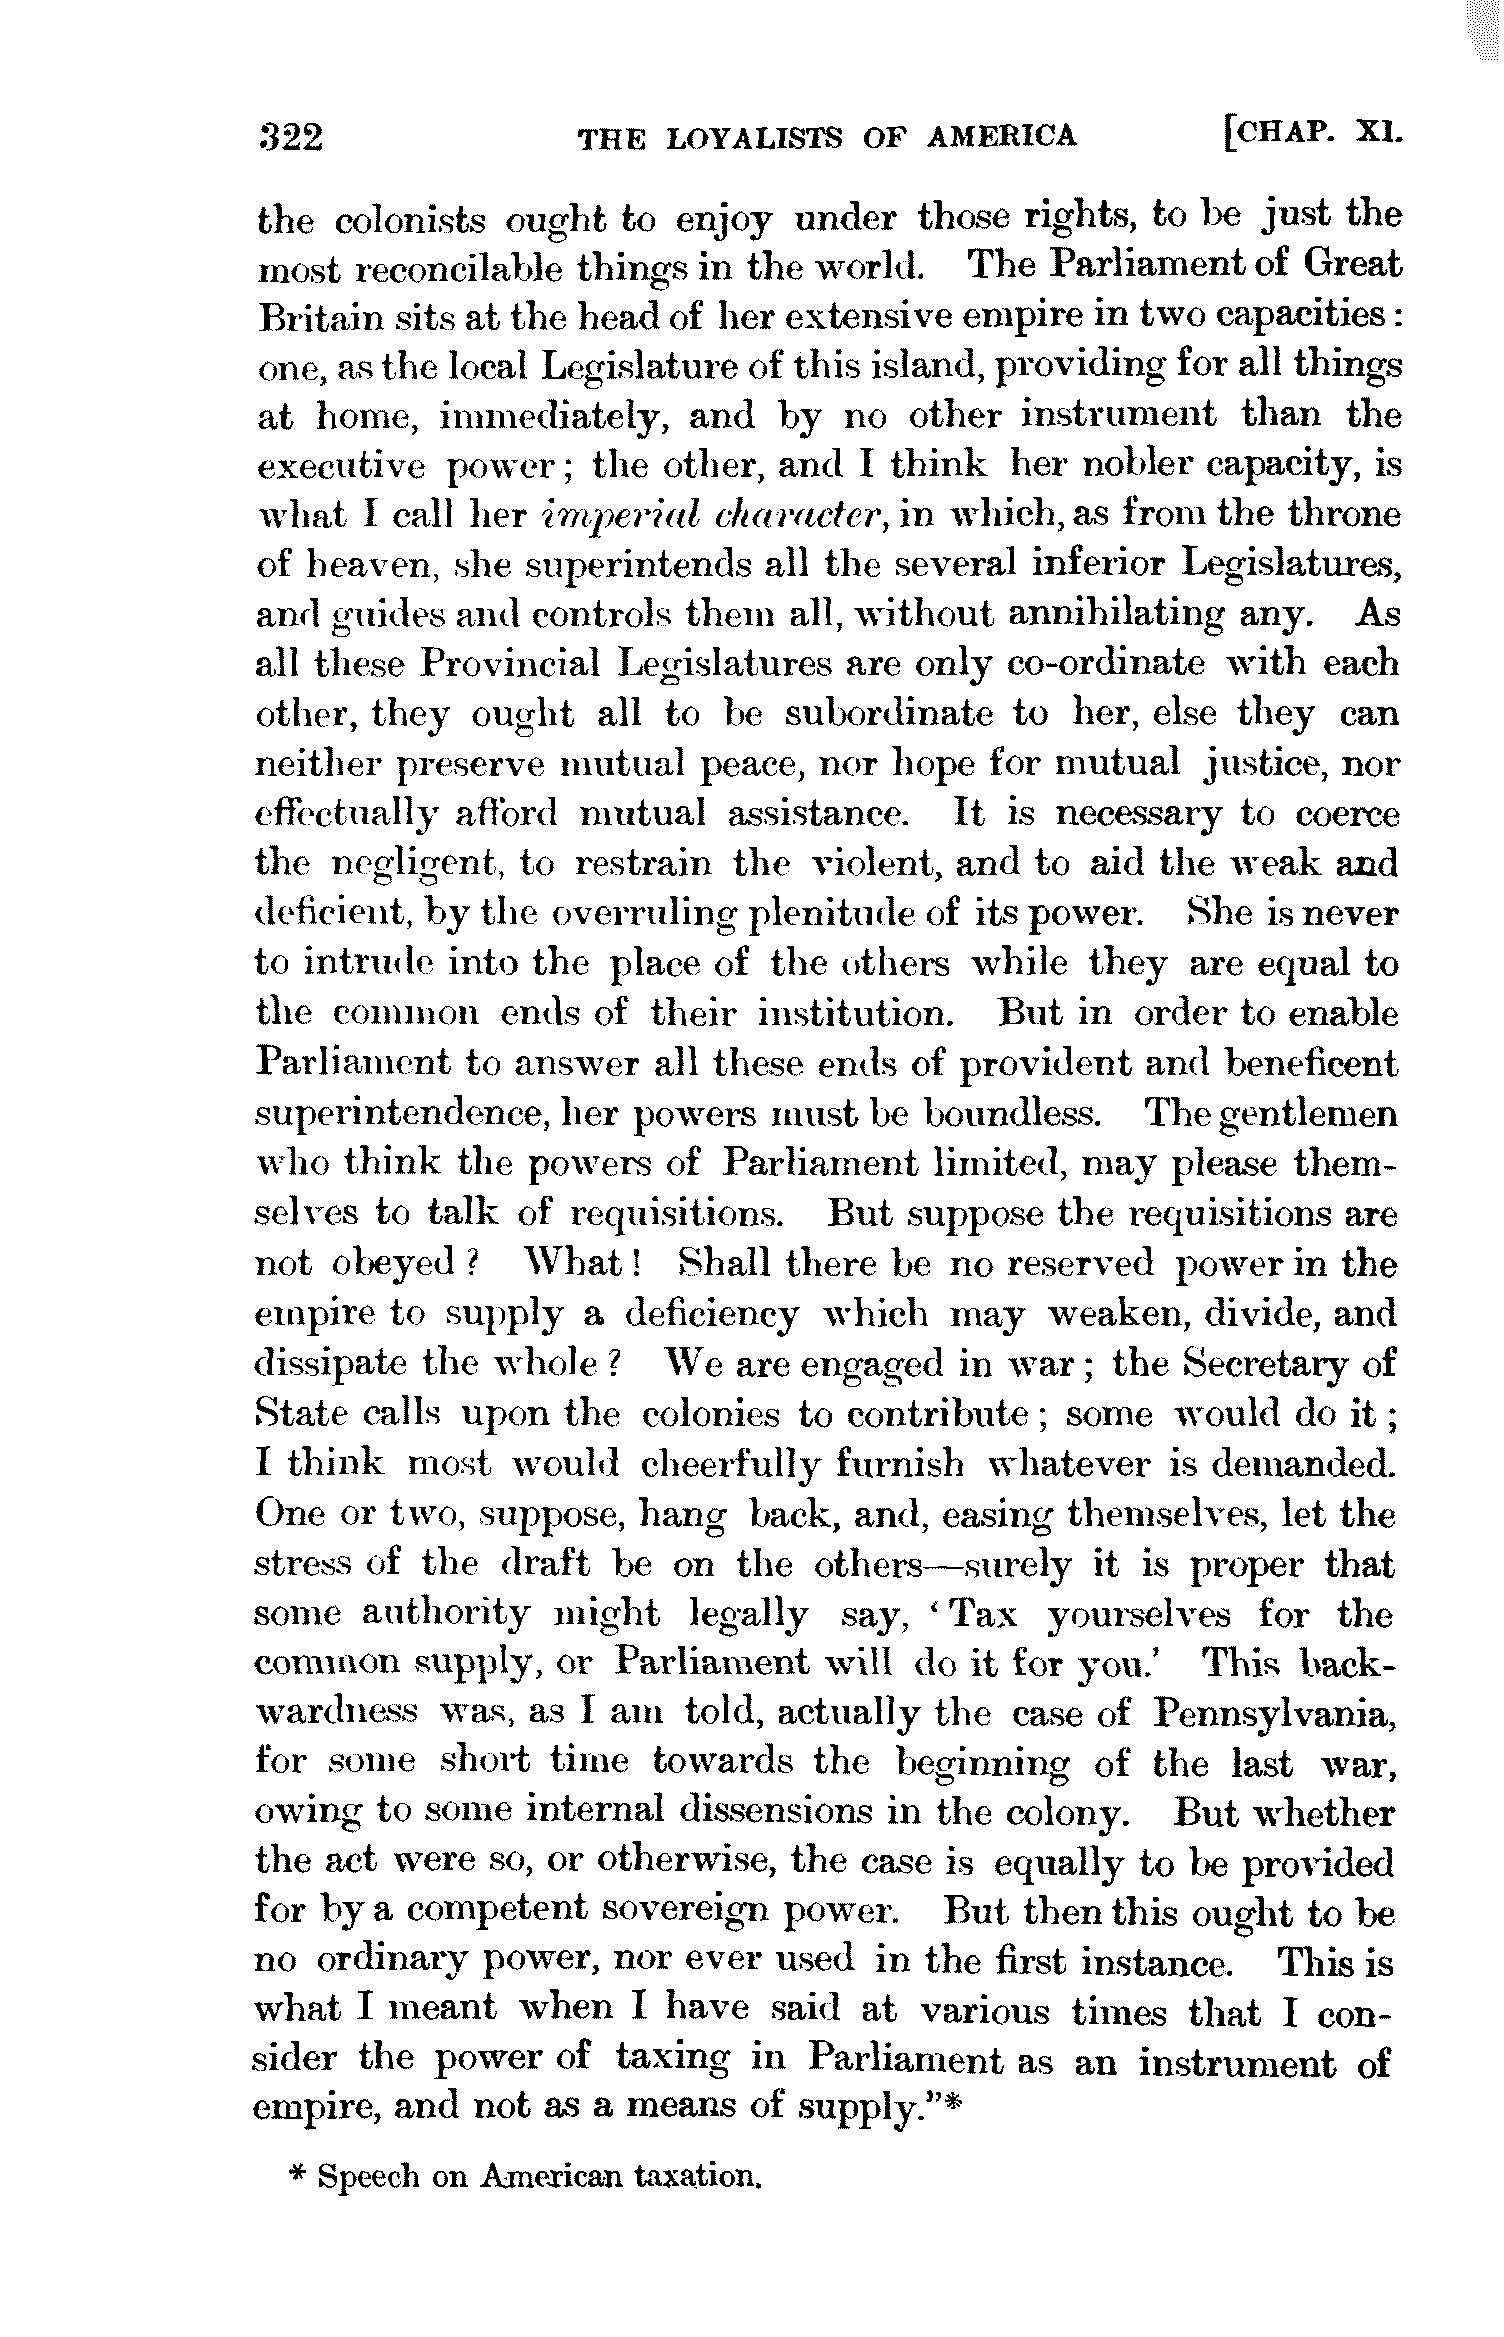 322 THE LOYALISTS OF AMERICA [CHAP. XI.
the colonists ought to enjoy under those rights, to be just the
most reconcilable things in the world. The Parliament of Great
Britain sits at the head of her extensive empire in two capacities :
one, as the local Legislature of this island, providing for all things
at home, immediately, and by no other instrument than the
executive power ; the other, and I think her nobler capacity, is
what I call her imperial character, in which, as from the throne
of heaven, she superintends all the several inferior Legislatures,
and guides and controls them all, without annihilating any. As
all these Provincial Legislatures are only co-ordinate with each
other, they ought all to be subordinate to her, else they can
neither preserve mutual peace, nor hope for mutual justice, nor
effectually afford mutual assistance. It is necessary to coerce
the negligent, to restrain the violent, and to aid the weak and
deficient, by the overruling plenitude of its power. She is never
to intrude into the place of the others while they are equal to
the common ends of their institution. But in order to enable
Parliament to answer all these ends of provident and beneficent
superintendence, her powers must be boundless. The gentlemen
who think the powers of Parliament limited, may please them-
selves to talk of requisitions. But suppose the requisitions are
not obeyed ? What ! Shall there be no reserved power in the
empire to supply a deficiency which may weaken, divide, and
dissipate the whole ? We are engaged in war ; the Secretary of
State calls upon the colonies to contribute ; some would do it ;
I think most would cheerfully furnish whatever is demanded.
One or two, suppose, hang back, and, easing themselves, let the
stress of the draft be on the others—surely it is proper that
some authority might legally say, ‘ Tax yourselves for the
common supply, or Parliament will do it for you.’ This back-
wardness was, as I am told, actually the case of Pennsylvania,
for some short time towards the beginning of the last war,
owing to some internal dissensions in the colony. But whether
the act were so, or otherwise, the case is equally to be provided
for by a competent sovereign power. But then this ought to be
no ordinary power, nor ever used in the first instance. This is
what I meant when I have said at various times that I con-
sider the power of taxing in Parliament as an instrument of
empire, and not as a means of supply.”*
* Speech on American taxation.